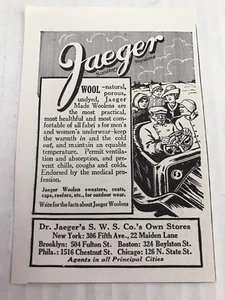 Jaeger
WOOL—natural,
porous,
undyed, Jaeger
Made Woolens are
the most practical,
most healthful and most com-
fortable of all fabrics for men's
and women's underwear—keep
the warmth in and the cold
out, and maintain an equable
temperature. Permit ventila-
tion and absorption, and pre-
vent chills, coughs and colds.
Endorsed by the medical pro-
fession.
Jaeger Woolen sweaters, coats,
caps, ulsters, etc., for outdoor wear.
Write for the facts about Jaeger Woolens
Dr. Jaeger's S. W. S. Co.'s Own Stores
New York: 306 Fifth Ave., 22 Maiden Lane
Brooklyn: 504 Fulton St. Boston: 324 Boylston St.
Phila.: 1516 Chestnut St. Chicago: 126 N. State St.
Agents in all Principal Cities